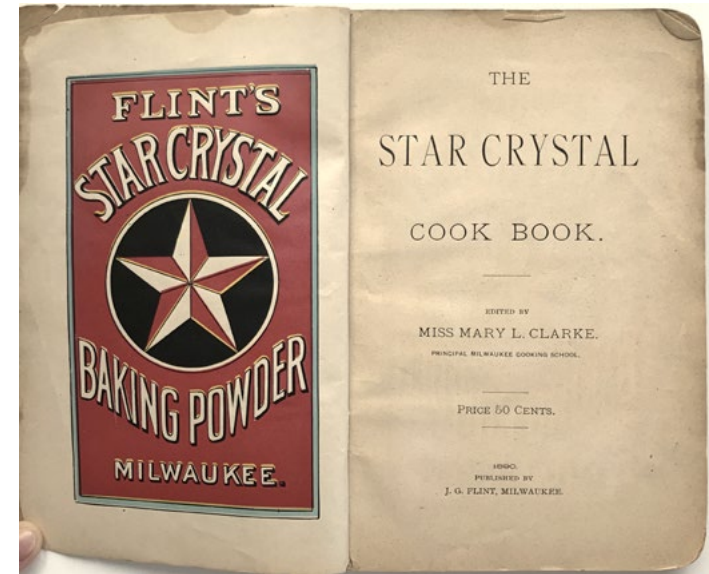 FLINT'S
STAR CRYSTAL
BAKING POWDER
MILWAUKEE.
THE
STAR CRYSTAL
COOK BOOK.
EDITED BY
MISS MARY L. CLARKE.
PRINCIPAL MILWAUKEE COOKING SCHOOL.
PRICE 50 CENTS.
1890.
PUBLISHED BY
J. G. FLINT, MILWAUKEE.